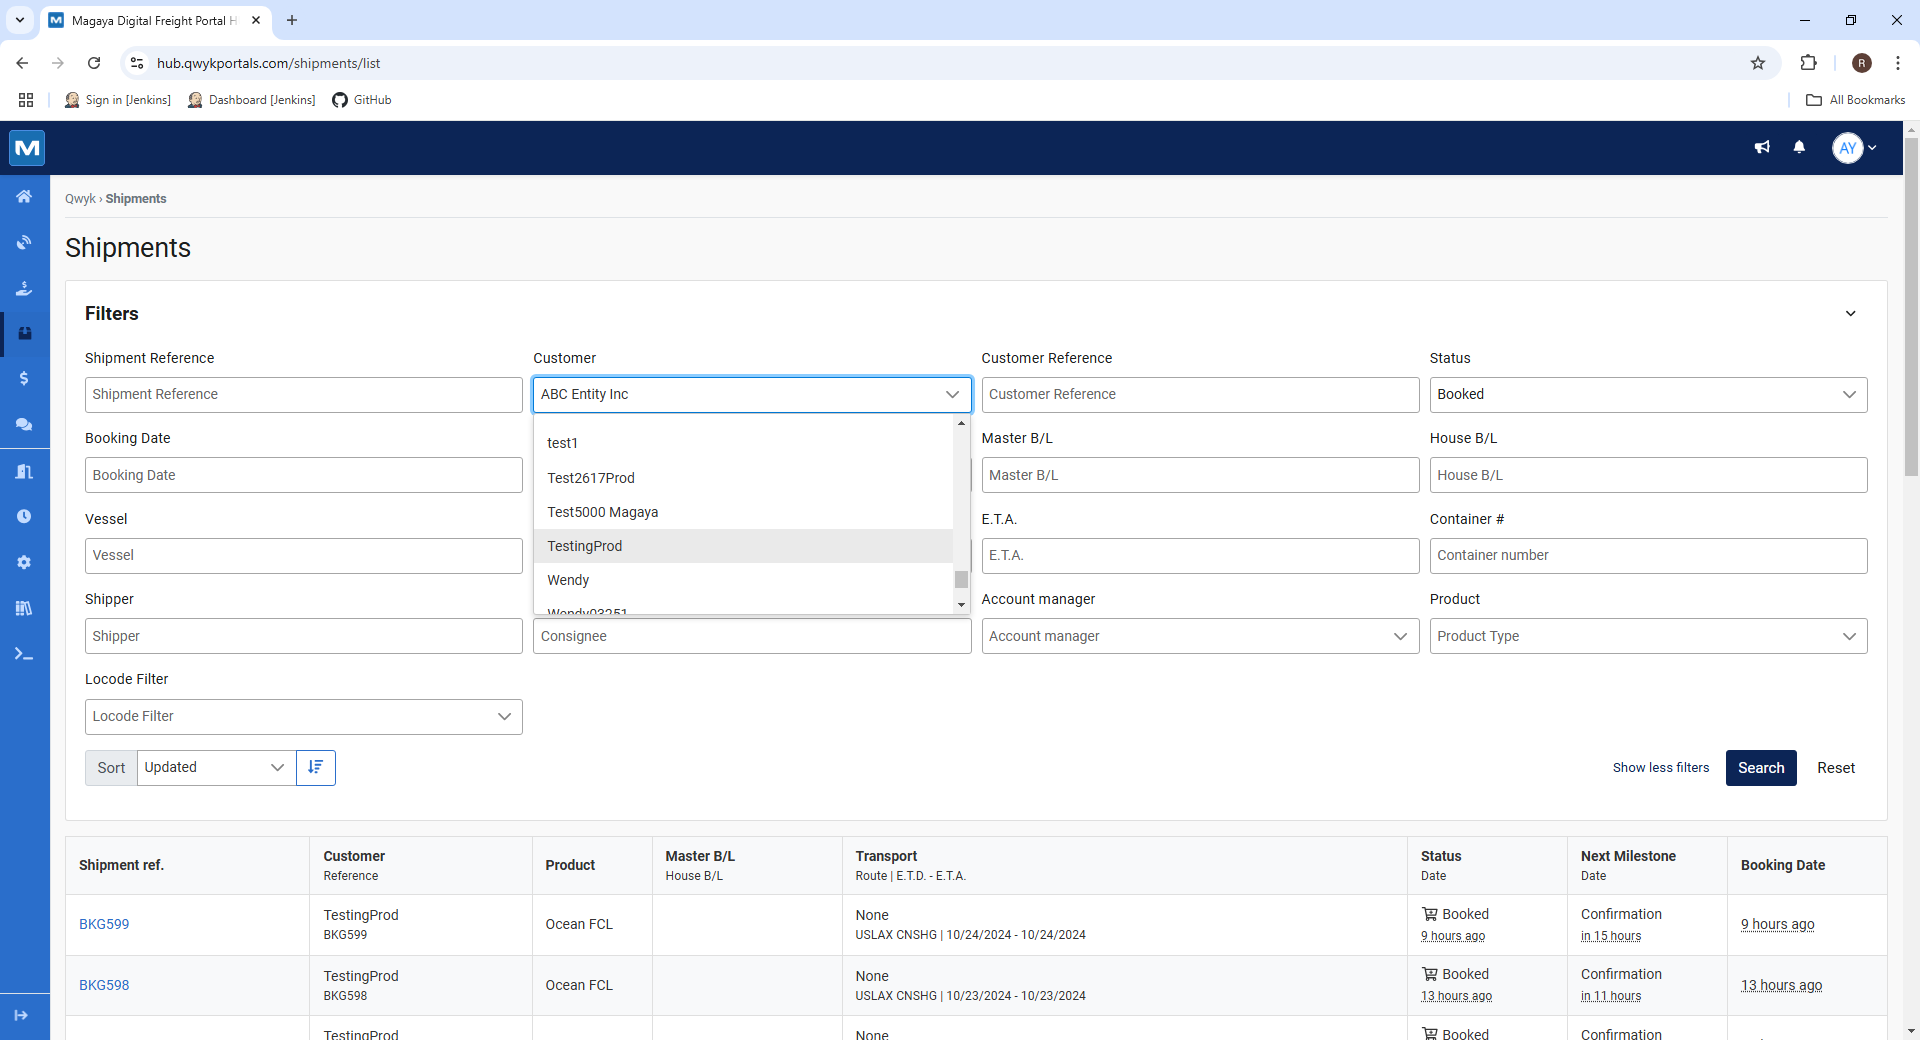 Magaya Digital Freight Portal H
hub.qwykportals.com/shipments/list
R
Sign in [Jenkins]
Dashboard [Jenkins]
GitHub
All Bookmarks
M
AY
Qwyk › Shipments
Shipments
Filters
Shipment Reference
Customer
Customer Reference
Status
Shipment Reference
ABC Entity Inc
Customer Reference
Booked
Booking Date
test1
Master B/L
House B/L
Booking Date
Test2617Prod
Master B/L
House B/L
Vessel
Test5000 Magaya
E.T.A.
Container #
Vessel
TestingProd
E.T.A.
Container number
Shipper
Wendy
Wendy03251
Account manager
Product
Shipper
Consignee
Account manager
Product Type
Locode Filter
Locode Filter
Sort
Updated
Show less filters
Search
Reset
Shipment ref.
Customer
Reference
Product
Master B/L
House B/L
Transport
Route | E.T.D. - E.T.A.
Status
Date
Next Milestone
Date
Booking Date
BKG599
TestingProd
BKG599
Ocean FCL
None
USLAX CNSHG | 10/24/2024 - 10/24/2024
Booked
9 hours ago
Confirmation
in 15 hours
9 hours ago
BKG598
TestingProd
BKG598
Ocean FCL
None
USLAX CNSHG | 10/23/2024 - 10/23/2024
Booked
13 hours ago
Confirmation
in 11 hours
13 hours ago
TestingProd
None
Booked
Confirmation